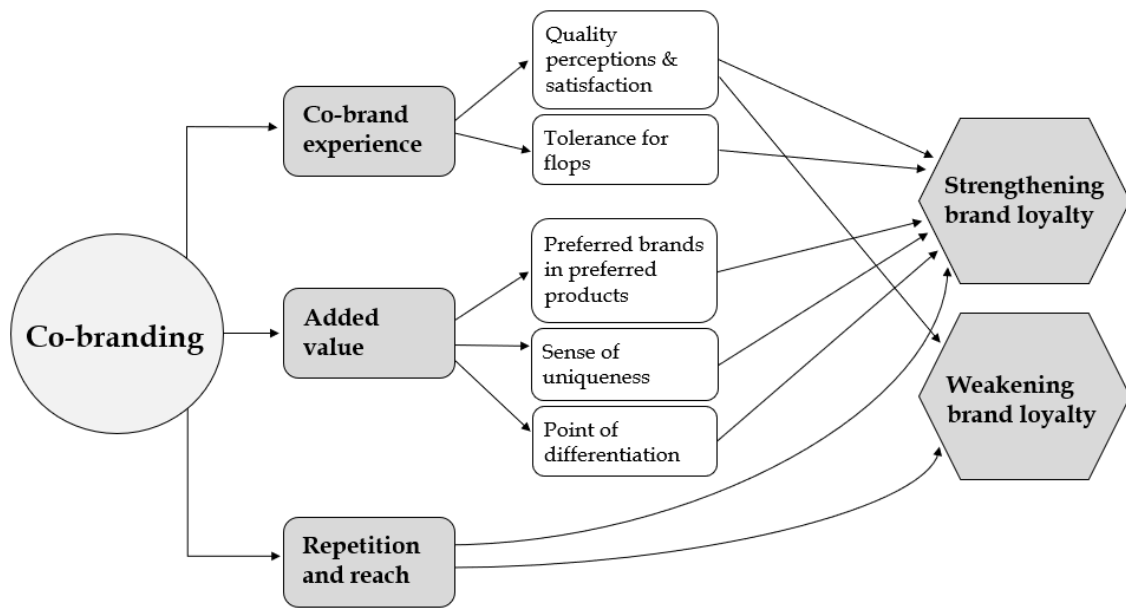 Co-branding
Co-brand
experience
Quality
perceptions &
satisfaction
Tolerance for
flops
Added
value
Preferred brands
in preferred
products
Sense of
uniqueness
Point of
differentiation
Repetition
and reach
Strengthening
brand loyalty
Weakening
brand loyalty